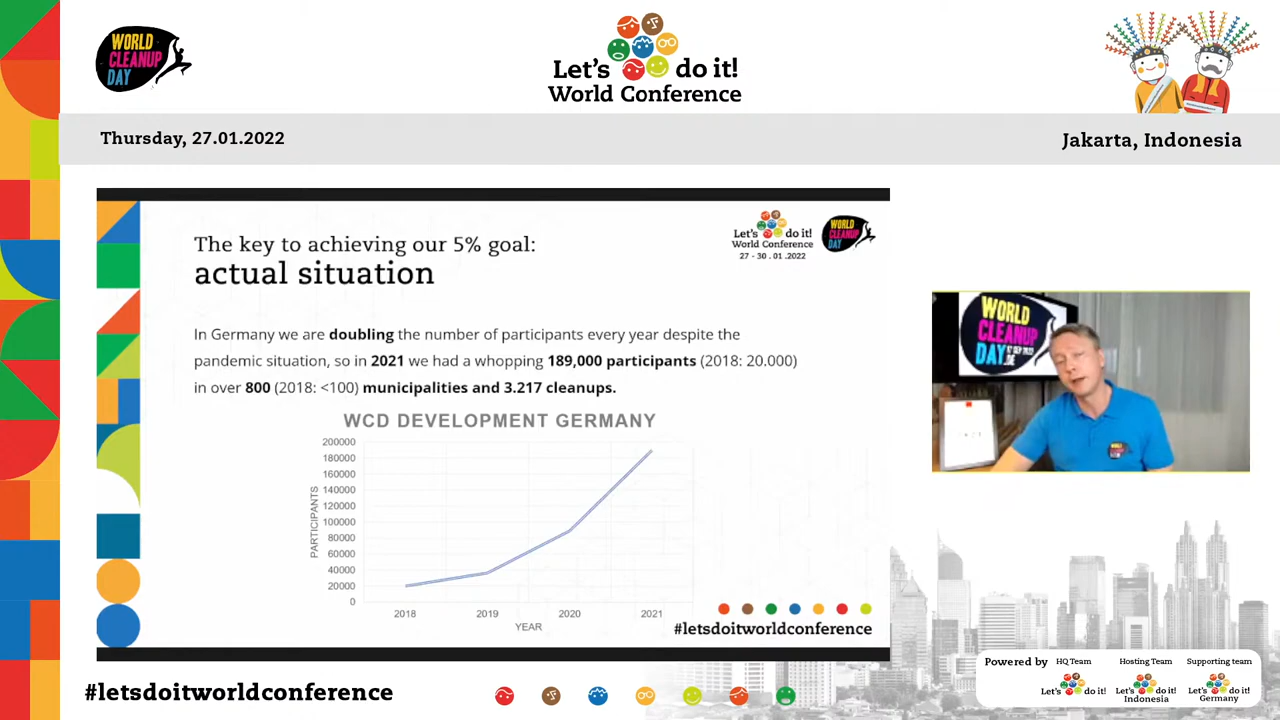 WORLD
CLEANUP
DAY
Let's do it!
World Conference
Thursday, 27.01.2022
Jakarta, Indonesia
The key to achieving our 5% goal:
actual situation
Let's do it!
World Conference
27 - 30 . 01 .2022
WORLD
CLEANUP
DAY
In Germany we are doubling the number of participants every year despite the
pandemic situation, so in 2021 we had a whopping 189,000 participants (2018: 20.000)
in over 800 (2018: <100) municipalities and 3.217 cleanups.
WCD DEVELOPMENT GERMANY
PARTICIPANTS
200000
180000
160000
140000
120000
100000
80000
60000
40000
20000
0
2018 2019 2020 2021
YEAR
#letsdoitworldconference
WORLD
CLEANUP
DAY
#letsdoitworldconference
Powered by
HQ Team
Let's do it!
Hosting Team
Let's do it!
Indonesia
Supporting team
Let's do it!
Germany